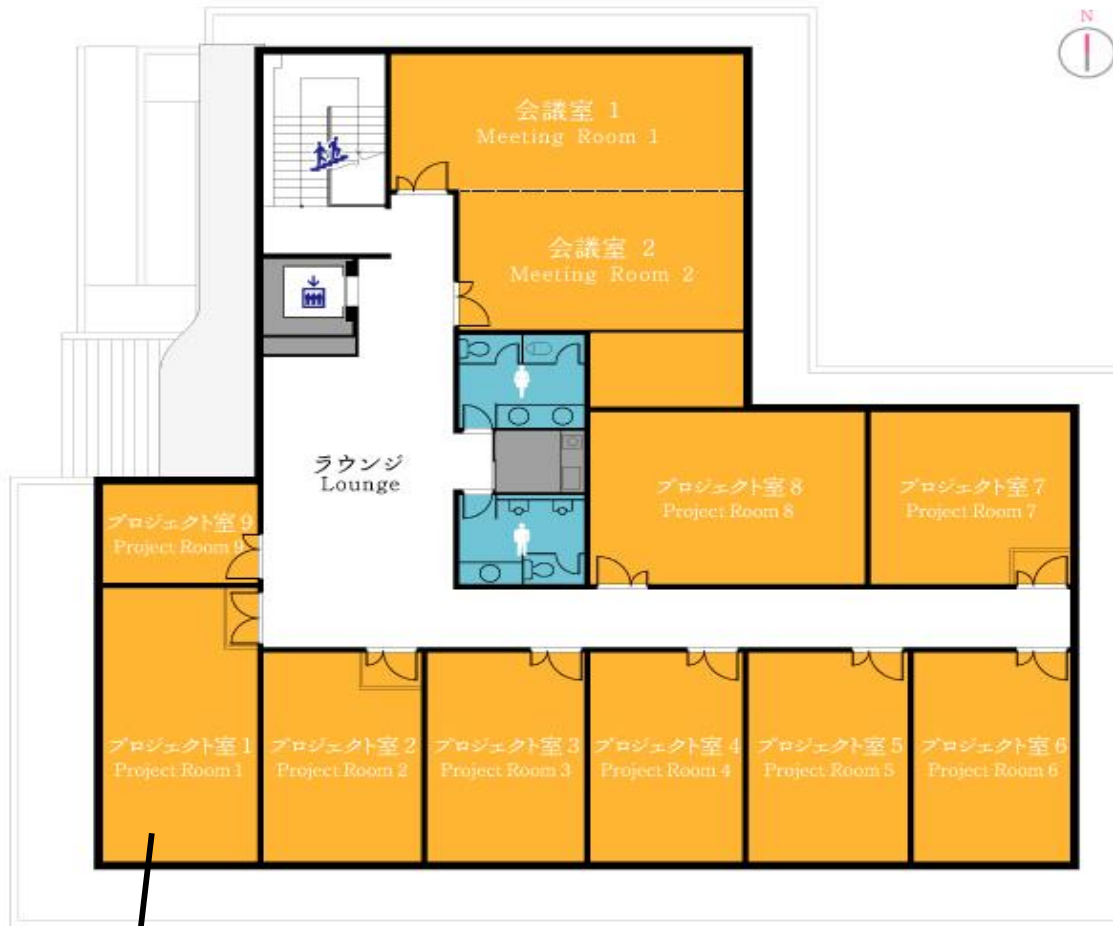 N
会議室 1
Meeting Room 1
会議室 2
Meeting Room 2
ラウンジ
Lounge
プロジェクト室 8
Project Room 8
プロジェクト室 7
Project Room 7
プロジェクト室 9
Project Room 9
プロジェクト室 1
Project Room 1
プロジェクト室 2
Project Room 2
プロジェクト室 3
Project Room 3
プロジェクト室 4
Project Room 4
プロジェクト室 5
Project Room 5
プロジェクト室 6
Project Room 6